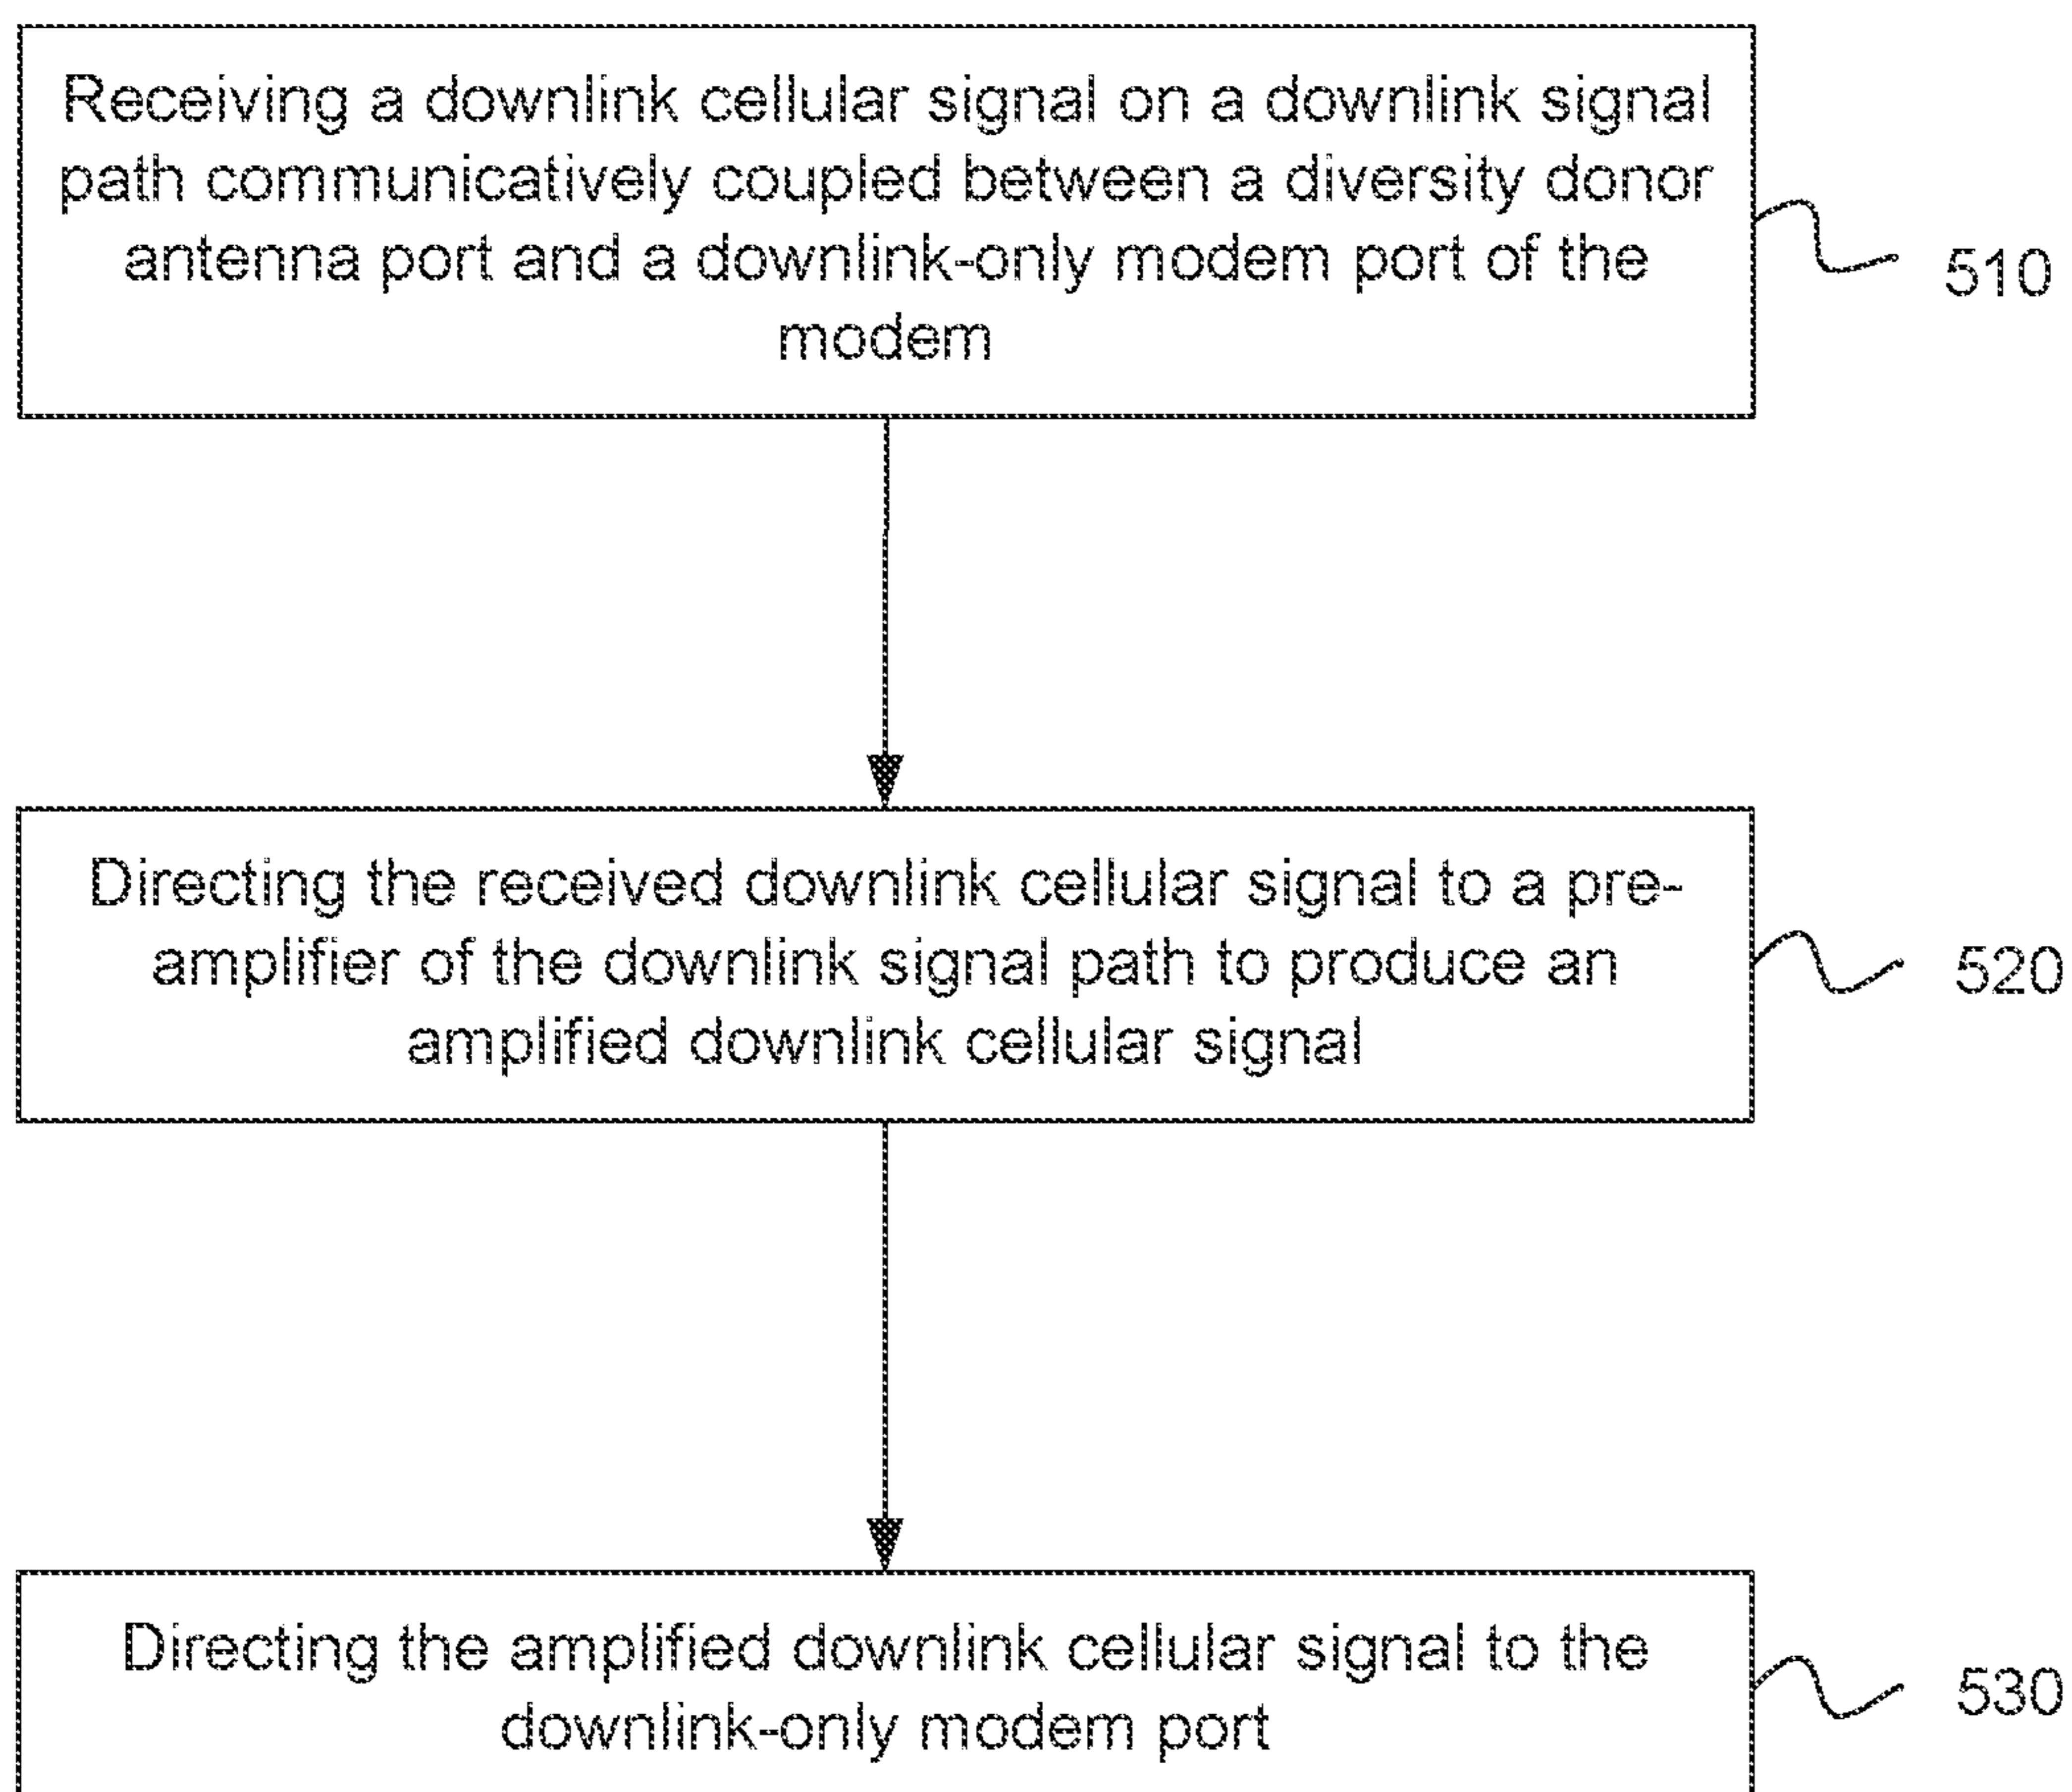 Receiving a downlink cellular signal on a downlink signal
path communicatively coupled between a diversity donor
antenna port and a downlink-only modem port of the
modem
510
Directing the received downlink cellular signal to a pre-
amplifier of the downlink signal path to produce an
amplified downlink cellular signal
520
Directing the amplified downlink cellular signal to the
downlink-only modem port
530